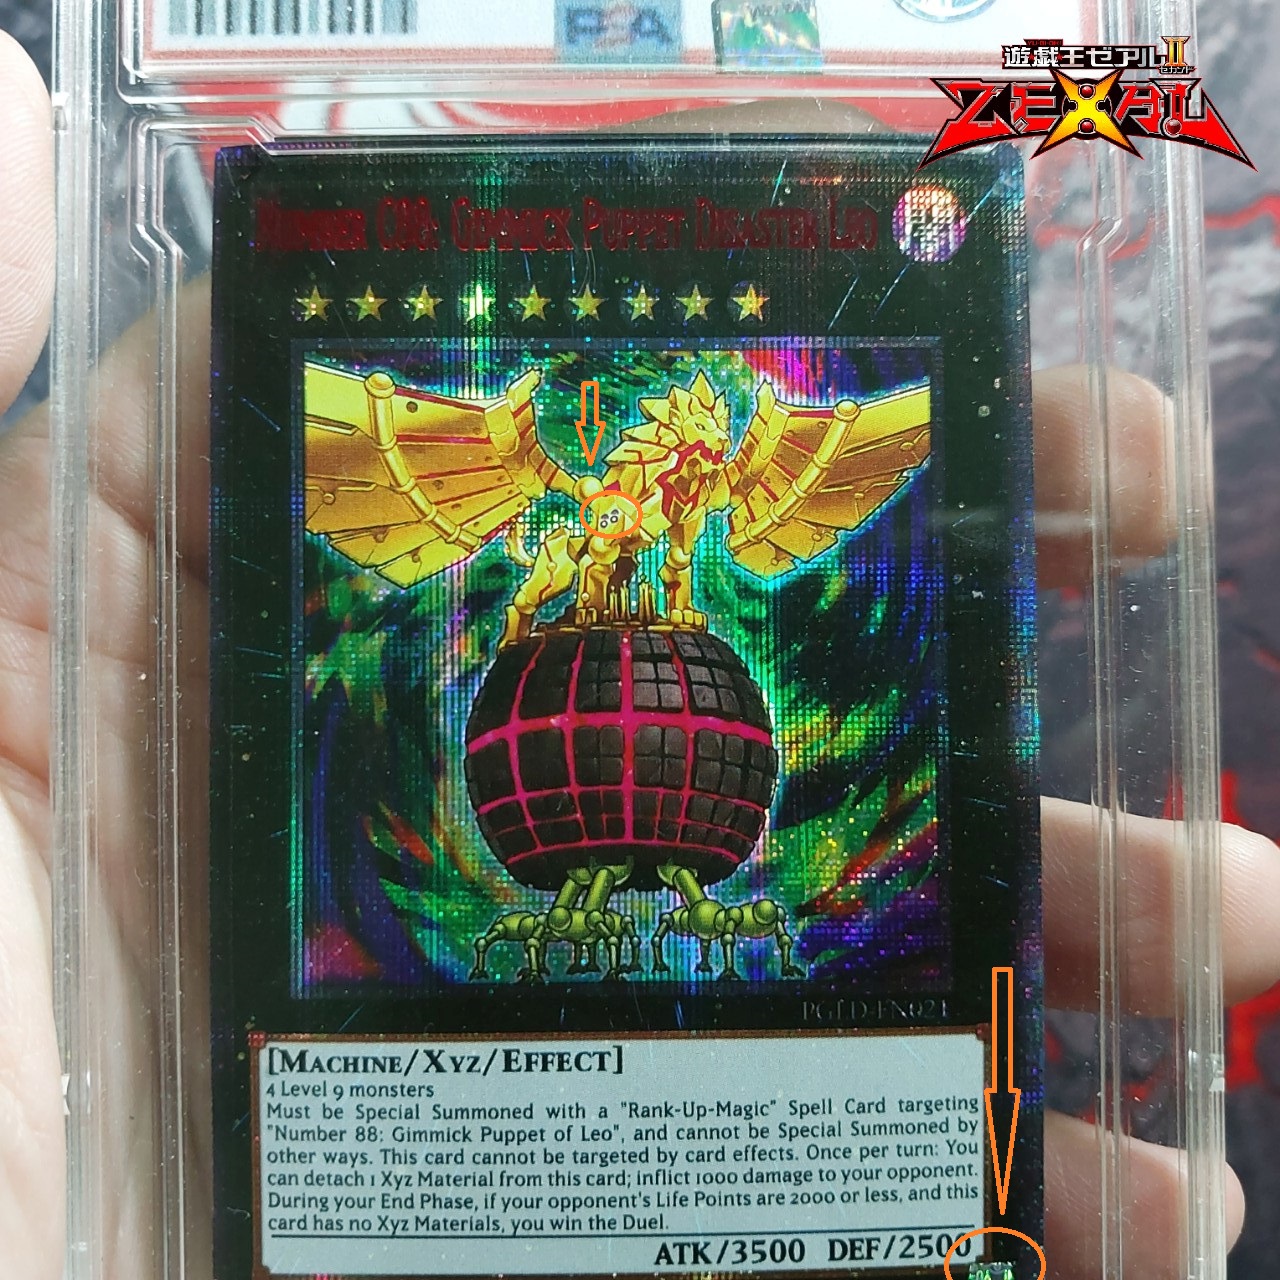 PSA
遊戯王ゼアルII
セカンド
ZEXAL
NUMBER C88: GIMMICK PUPPET DISASTER LEO
PGLD-EN021
[MACHINE/XYZ/EFFECT]
4 Level 9 monsters
Must be Special Summoned with a "Rank-Up-Magic" Spell Card targeting
"Number 88: Gimmick Puppet of Leo", and cannot be Special Summoned by
other ways. This card cannot be targeted by card effects. Once per turn: You
can detach 1 Xyz Material from this card; inflict 1000 damage to your opponent.
During your End Phase, if your opponent's Life Points are 2000 or less, and this
card has no Xyz Materials, you win the Duel.
ATK/3500 DEF/2500